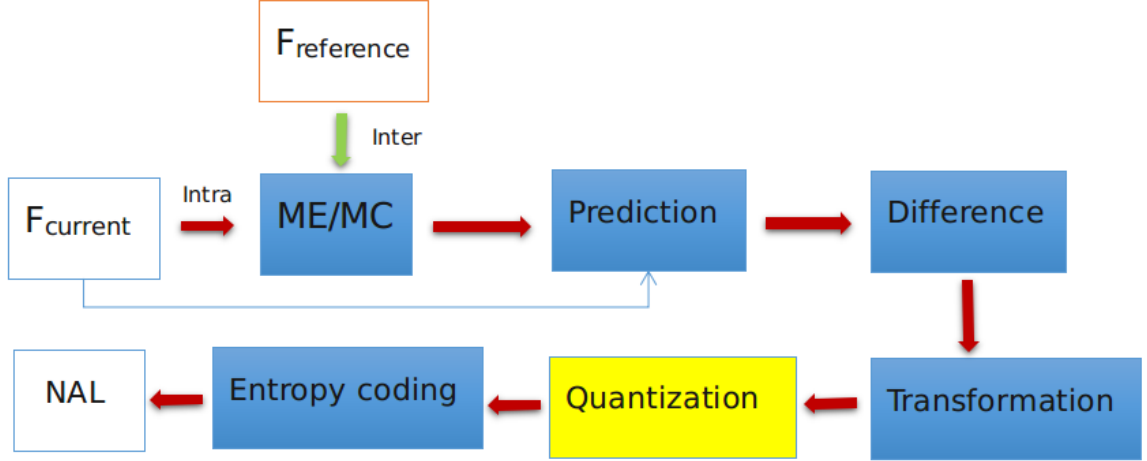 Freference
Inter
Intra
Fcurrent
ME/MC
Prediction
Difference
NAL
Entropy coding
Quantization
Transformation